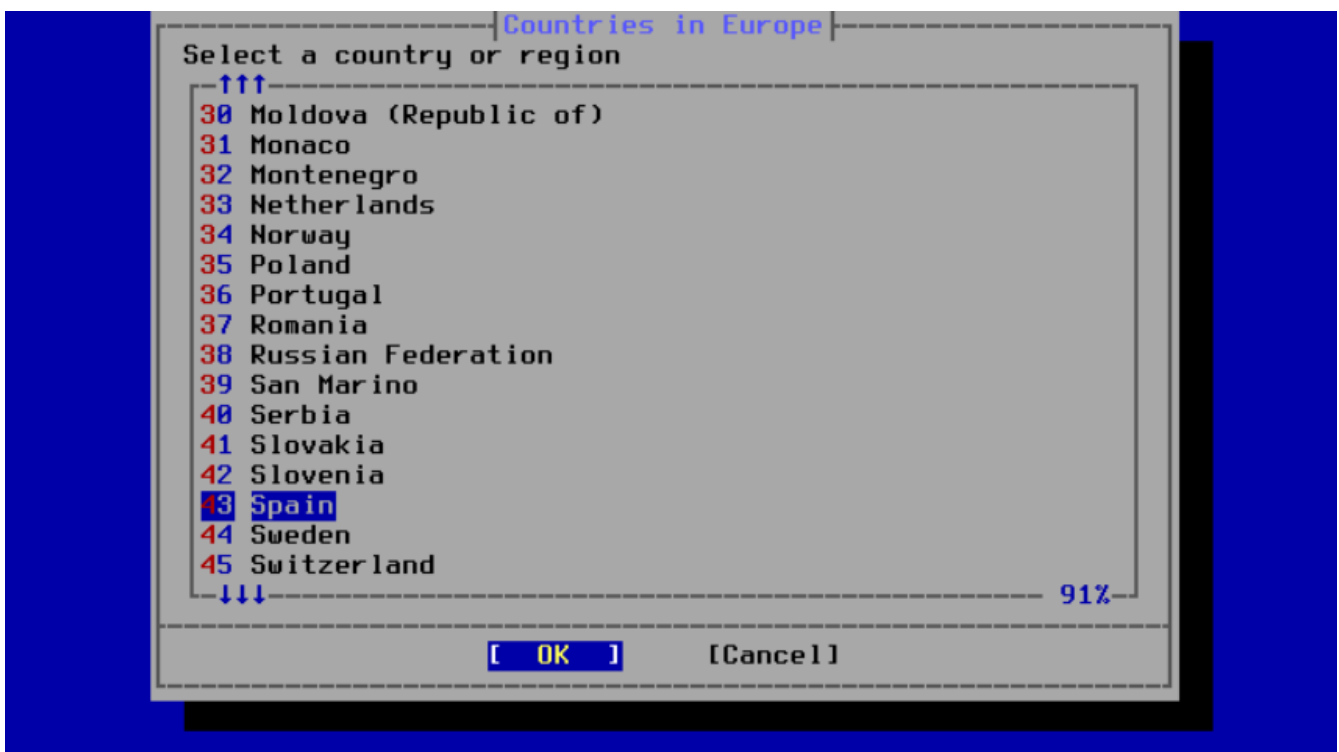 Countries in Europe
Select a country or region
↑↑↑
30 Moldova (Republic of)
31 Monaco
32 Montenegro
33 Netherlands
34 Norway
35 Poland
36 Portugal
37 Romania
38 Russian Federation
39 San Marino
40 Serbia
41 Slovakia
42 Slovenia
43 Spain
44 Sweden
45 Switzerland
↓↓↓ 91%
[ OK ] [Cancel]